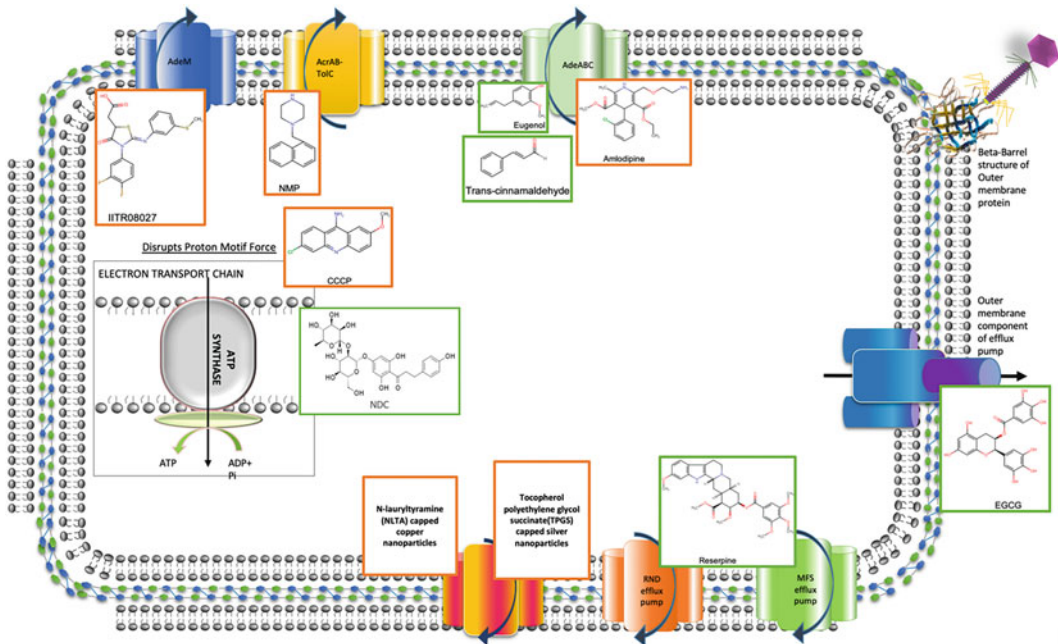 AdeM
AcrAB-
TolC
AdeABC
IITR08027
NMP
Eugenol
Trans-cinnamaldehyde
Amlodipine
Beta-Barrel
structure of
Outer
membrane
protein
Disrupts Proton Motif Force
CCCP
ELECTRON TRANSPORT CHAIN
ATP
SYNTHASE
ATP
ADP+
Pi
NDC
Outer
membrane
component
of efflux
pump
EGCG
N-lauryltyramine
(NLTA) capped
copper
nanoparticles
Tocopherol
polyethylene glycol
succinate(TPGS)
capped silver
nanoparticles
Reserpine
RND
efflux
pump
MFS
efflux
pump